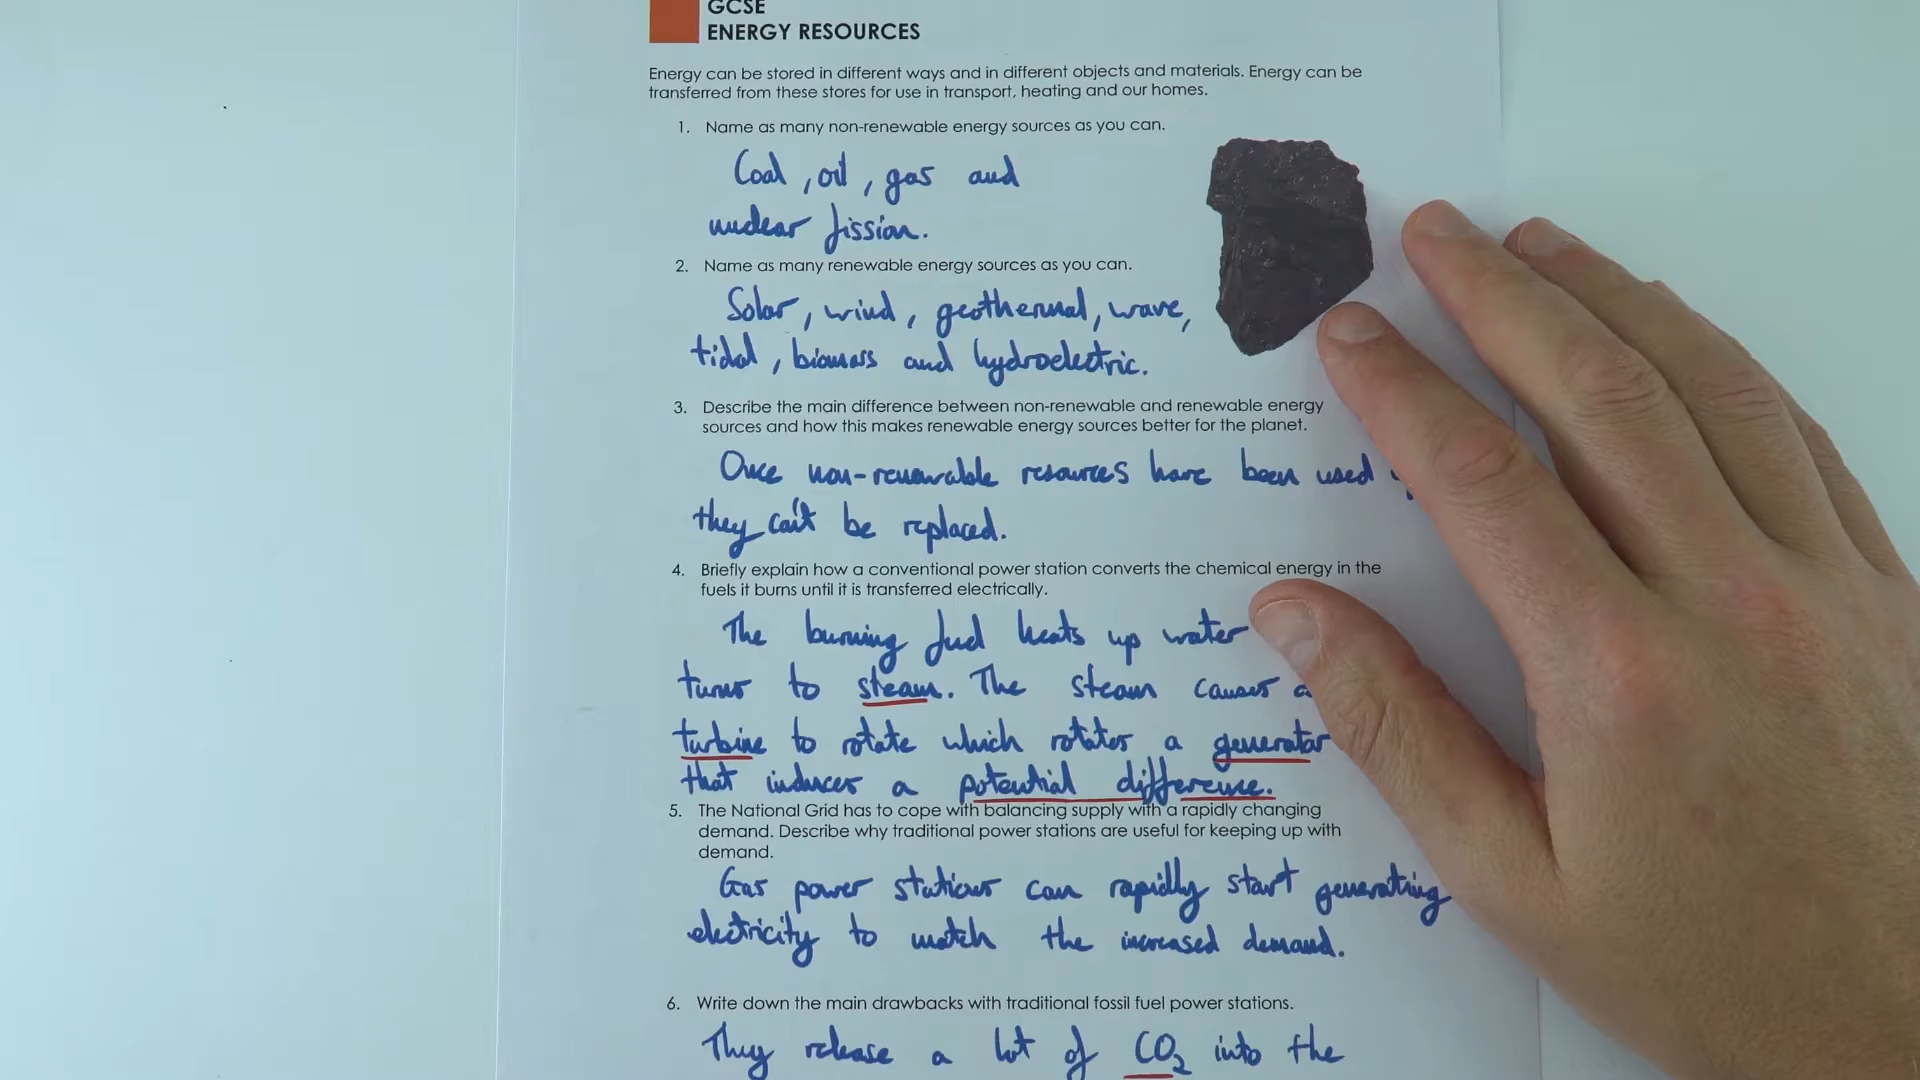 GCSE
ENERGY RESOURCES
Energy can be stored in different ways and in different objects and materials. Energy can be
transferred from these stores for use in transport, heating and our homes.
1. Name as many non-renewable energy sources as you can.
Coal, oil, gas and
nuclear fission.
2. Name as many renewable energy sources as you can.
Solar, wind, geothermal, wave,
tidal, biomass and hydroelectric.
3. Describe the main difference between non-renewable and renewable energy
sources and how this makes renewable energy sources better for the planet.
Once non-renewable resources have been used
they can't be replaced.
4. Briefly explain how a conventional power station converts the chemical energy in the
fuels it burns until it is transferred electrically.
The burning fuel heats up water
turns to steam. The steam causes a
turbine to rotate which rotates a generator
that induces a potential difference.
5. The National Grid has to cope with balancing supply with a rapidly changing
demand. Describe why traditional power stations are useful for keeping up with
demand.
Gas power stations can rapidly start generating
electricity to match the increased demand.
6. Write down the main drawbacks with traditional fossil fuel power stations.
They release a lot of CO₂ into the